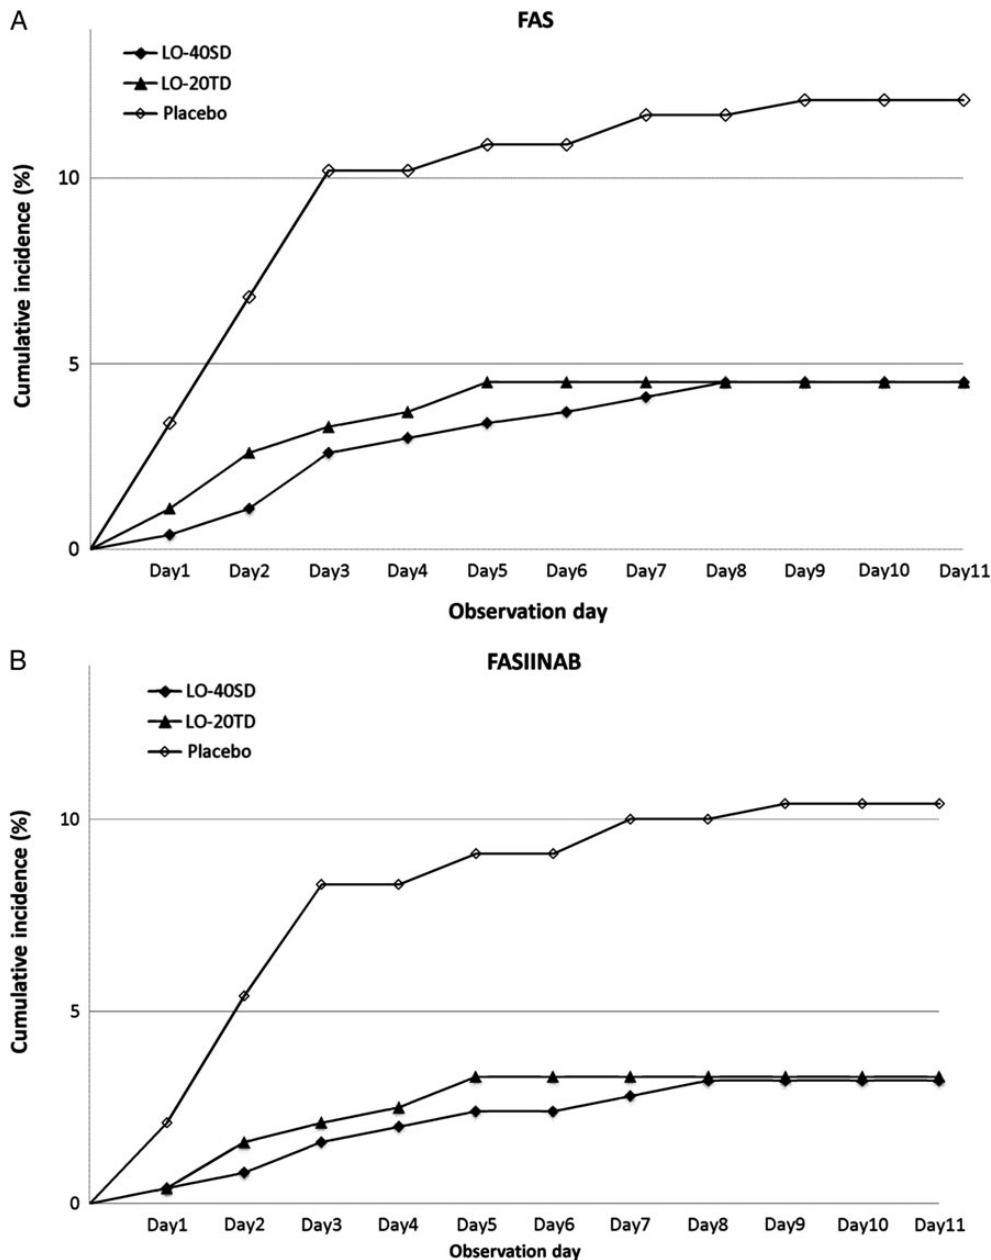 A
FAS
LO-40SD
LO-20TD
Placebo
Cumulative incidence (%)
10
5
0
Day1 Day2 Day3 Day4 Day5 Day6 Day7 Day8 Day9 Day10 Day11
Observation day
B
FASIINAB
LO-40SD
LO-20TD
Placebo
Cumulative incidence (%)
10
5
0
Day1 Day2 Day3 Day4 Day5 Day6 Day7 Day8 Day9 Day10 Day11
Observation day